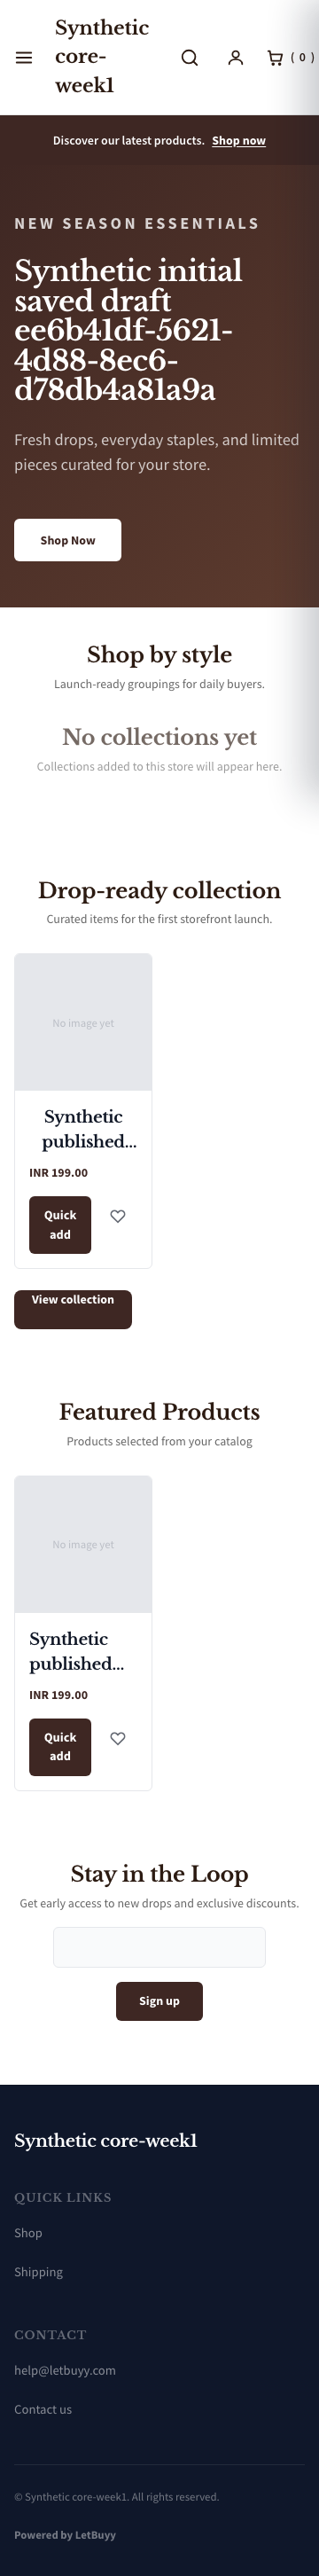 Synthetic
core-
week1
( 0 )
Discover our latest products. Shop now
NEW SEASON ESSENTIALS
Synthetic initial
saved draft
ee6b41df-5621-
4d88-8ec6-
d78db4a81a9a
Fresh drops, everyday staples, and limited
pieces curated for your store.
Shop Now
Shop by style
Launch-ready groupings for daily buyers.
No collections yet
Collections added to this store will appear here.
Drop-ready collection
Curated items for the first storefront launch.
No image yet
Synthetic
published...
INR 199.00
Quick
add
View collection
Featured Products
Products selected from your catalog
No image yet
Synthetic
published...
INR 199.00
Quick
add
Stay in the Loop
Get early access to new drops and exclusive discounts.
Sign up
Synthetic core-week1
QUICK LINKS
Shop
Shipping
CONTACT
help@letbuyy.com
Contact us
© Synthetic core-week1. All rights reserved.
Powered by LetBuyy